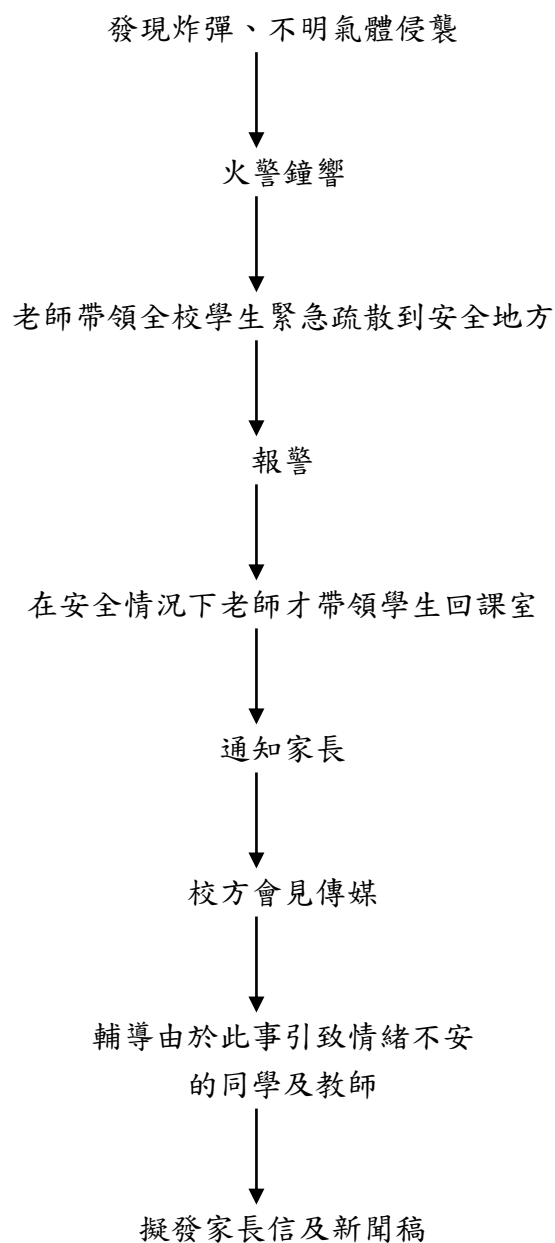 發現炸彈、不明氣體侵襲
火警鐘響
老師帶領全校學生緊急疏散到安全地方
報警
在安全情況下老師才帶領學生回課室
通知家長
校方會見傳媒
輔導由於此事引致情緒不安
的同學及教師
擬發家長信及新聞稿